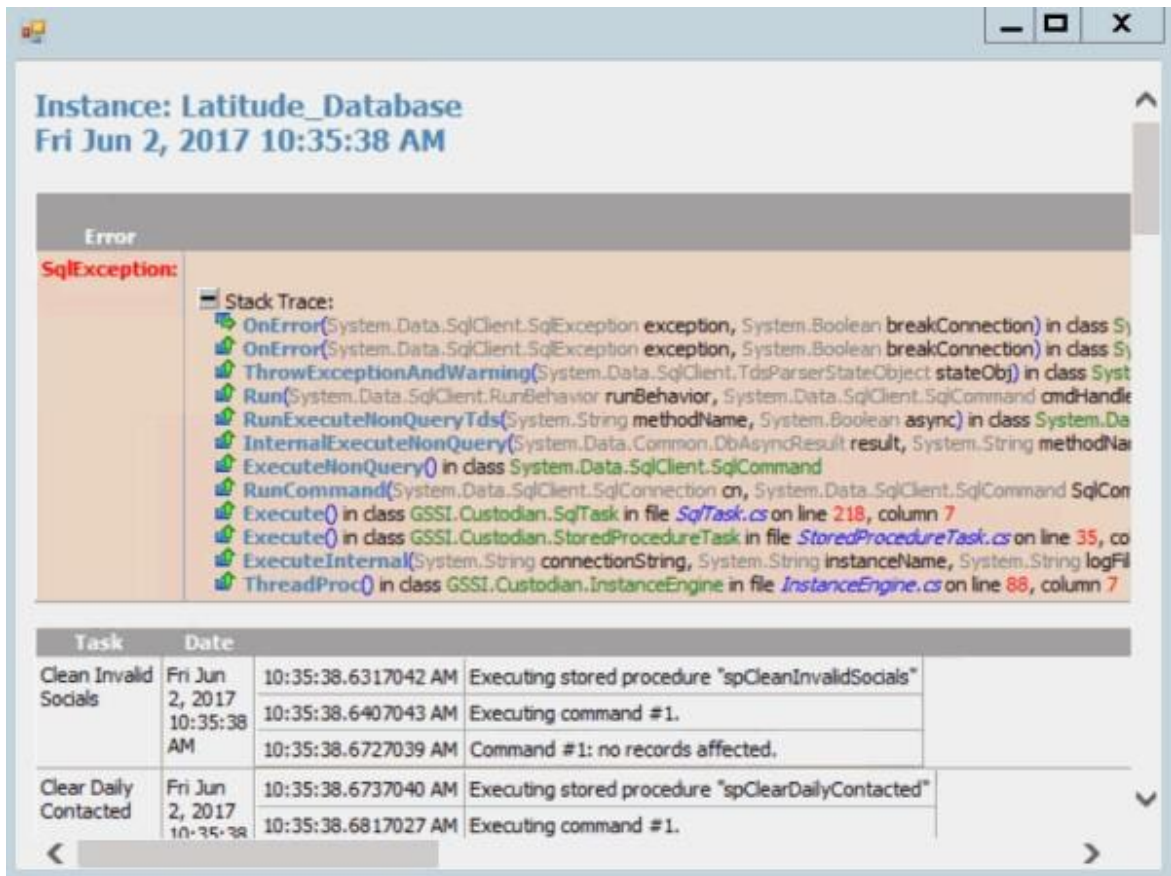 Instance: Latitude_Database
Fri Jun 2, 2017 10:35:38 AM
Error
SqlException:
Stack Trace:
OnError(System.Data.SqlClient.SqlException exception, System.Boolean breakConnection) in class Sy
OnError(System.Data.SqlClient.SqlException exception, System.Boolean breakConnection) in class Sy
ThrowExceptionAndWarning(System.Data.SqlClient.TdsParserStateObject stateObj) in class Syst
Run(System.Data.SqlClient.RunBehavior runBehavior, System.Data.SqlClient.SqlCommand cmdHandle
RunExecuteNonQueryTds(System.String methodName, System.Boolean async) in class System.Da
InternalExecuteNonQuery(System.Data.Common.DbAsyncResult result, System.String methodNa
ExecuteNonQuery() in class System.Data.SqlClient.SqlCommand
RunCommand(System.Data.SqlClient.SqlConnection cn, System.Data.SqlClient.SqlCommand SqlCom
Execute() in class GSSI.Custodian.SqlTask in file SqlTask.cs on line 218, column 7
Execute() in class GSSI.Custodian.StoredProcedureTask in file StoredProcedureTask.cs on line 35, co
ExecuteInternal(System.String connectionString, System.String instanceName, System.String logFil
ThreadProc() in class GSSI.Custodian.InstanceEngine in file InstanceEngine.cs on line 88, column 7
Task Date
Clean Invalid Socials
Fri Jun 2, 2017 10:35:38 AM
10:35:38.6317042 AM Executing stored procedure "spCleanInvalidSocials"
10:35:38.6407043 AM Executing command #1.
10:35:38.6727039 AM Command #1: no records affected.
Clear Daily Contacted
Fri Jun 2, 2017 10:35:38
10:35:38.6737040 AM Executing stored procedure "spClearDailyContacted"
10:35:38.6817027 AM Executing command #1.